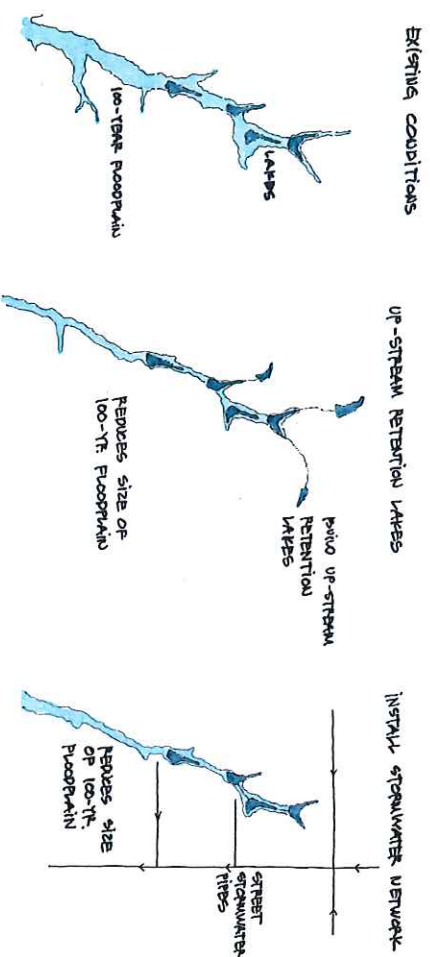 EXISTING CONDITIONS
LAKES
100-YEAR FLOODPLAIN
UP-STREAM RETENTION LAKES
BUILD UP-STREAM
RETENTION
LAKES
REDUCES SIZE OF
100-YR. FLOODPLAIN
INSTALL STORMWATER NETWORK
STREET
STORMWATER
PIPES
REDUCES SIZE
OF 100-YR.
FLOODPLAIN